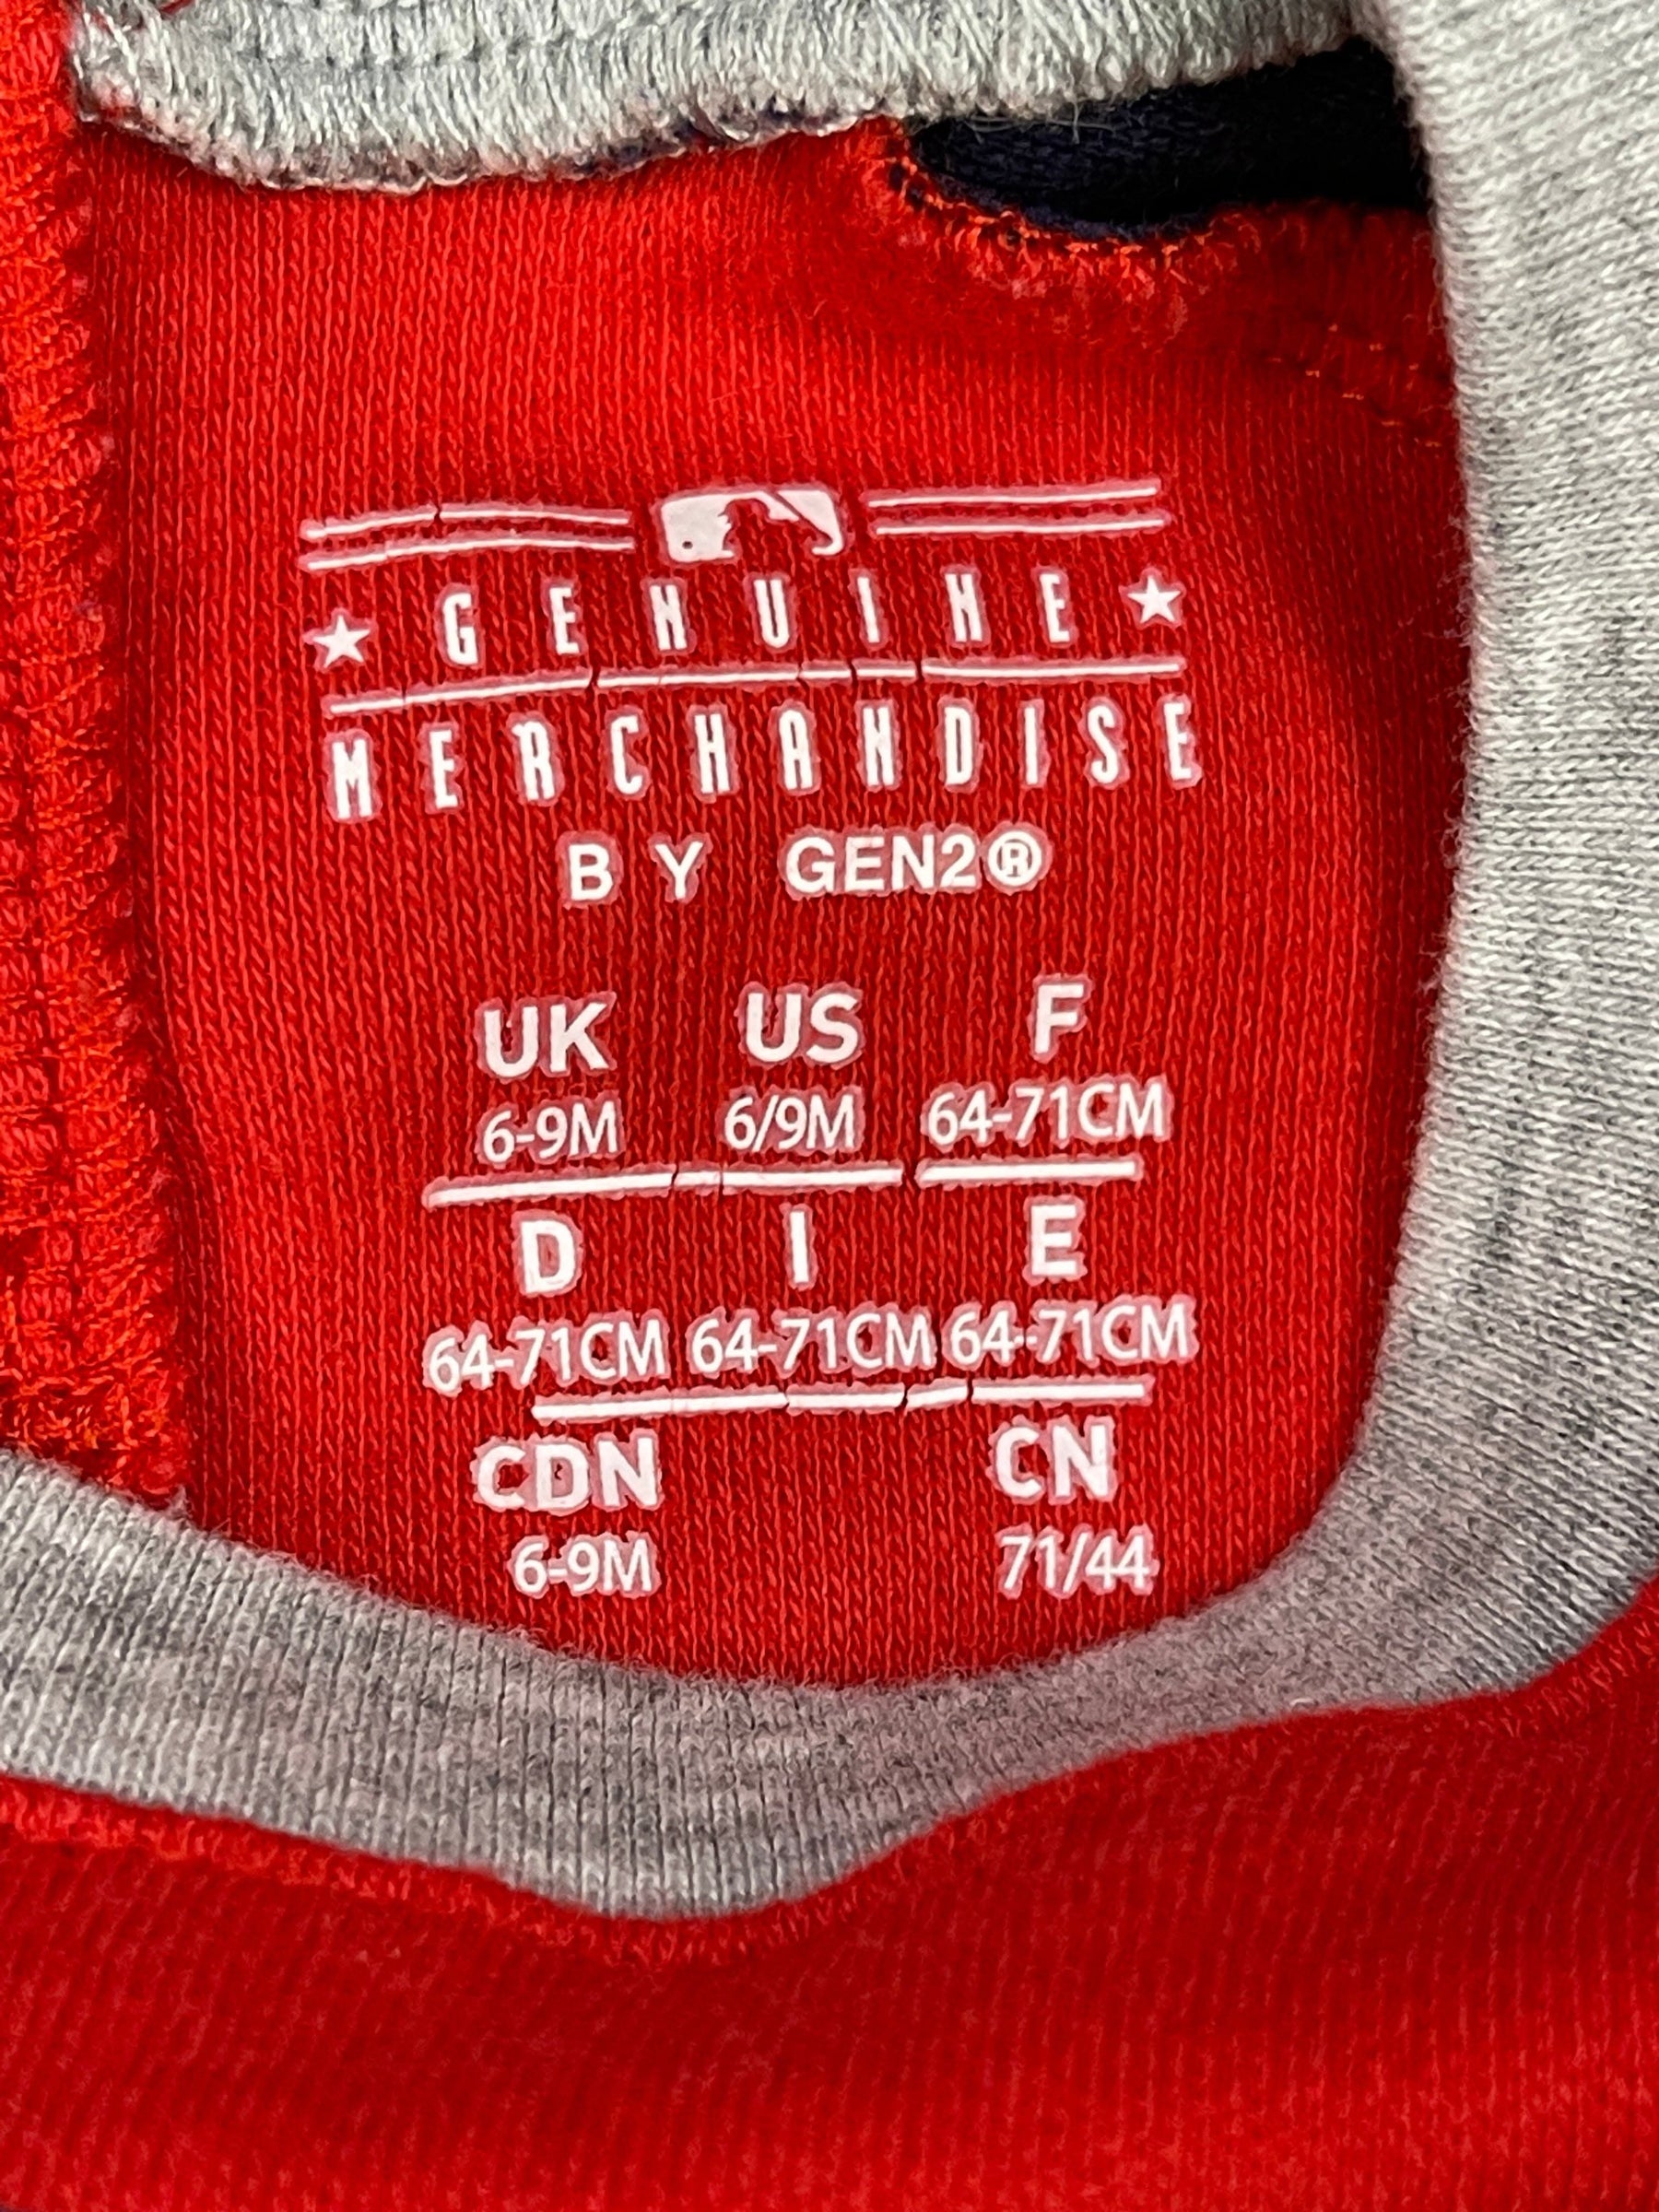 ★ GENUINE ★
MERCHANDISE
BY GEN2®
UK US F
6-9M 6/9M 64-71CM
D I E
64-71CM 64-71CM 64-71CM
CDN CN
6-9M 71/44